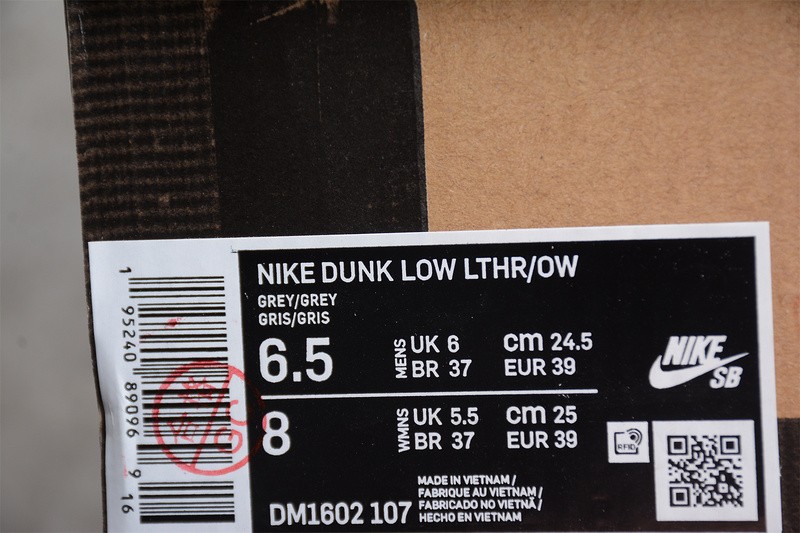 NIKE DUNK LOW LTHR/OW
GREY/GREY
GRIS/GRIS
6.5
MENS
UK 6
BR 37
cm 24.5
EUR 39
8
WMNS
UK 5.5
BR 37
cm 25
EUR 39
DM1602 107
MADE IN VIETNAM /
FABRIQUE AU VIETNAM /
FABRICADO NO VIETNÃ /
HECHO EN VIETNAM
NIKE
SB
RFID
1 95240 89096 9 16
QC